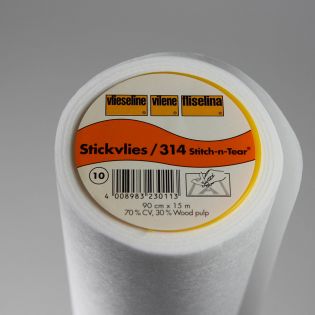 vlieseline vilene fliselina
Stickvlies / 314 Stitch-n-Tear®
10
4 008983 230113
90 cm x 15 m
70% CV, 30% Wood pulp